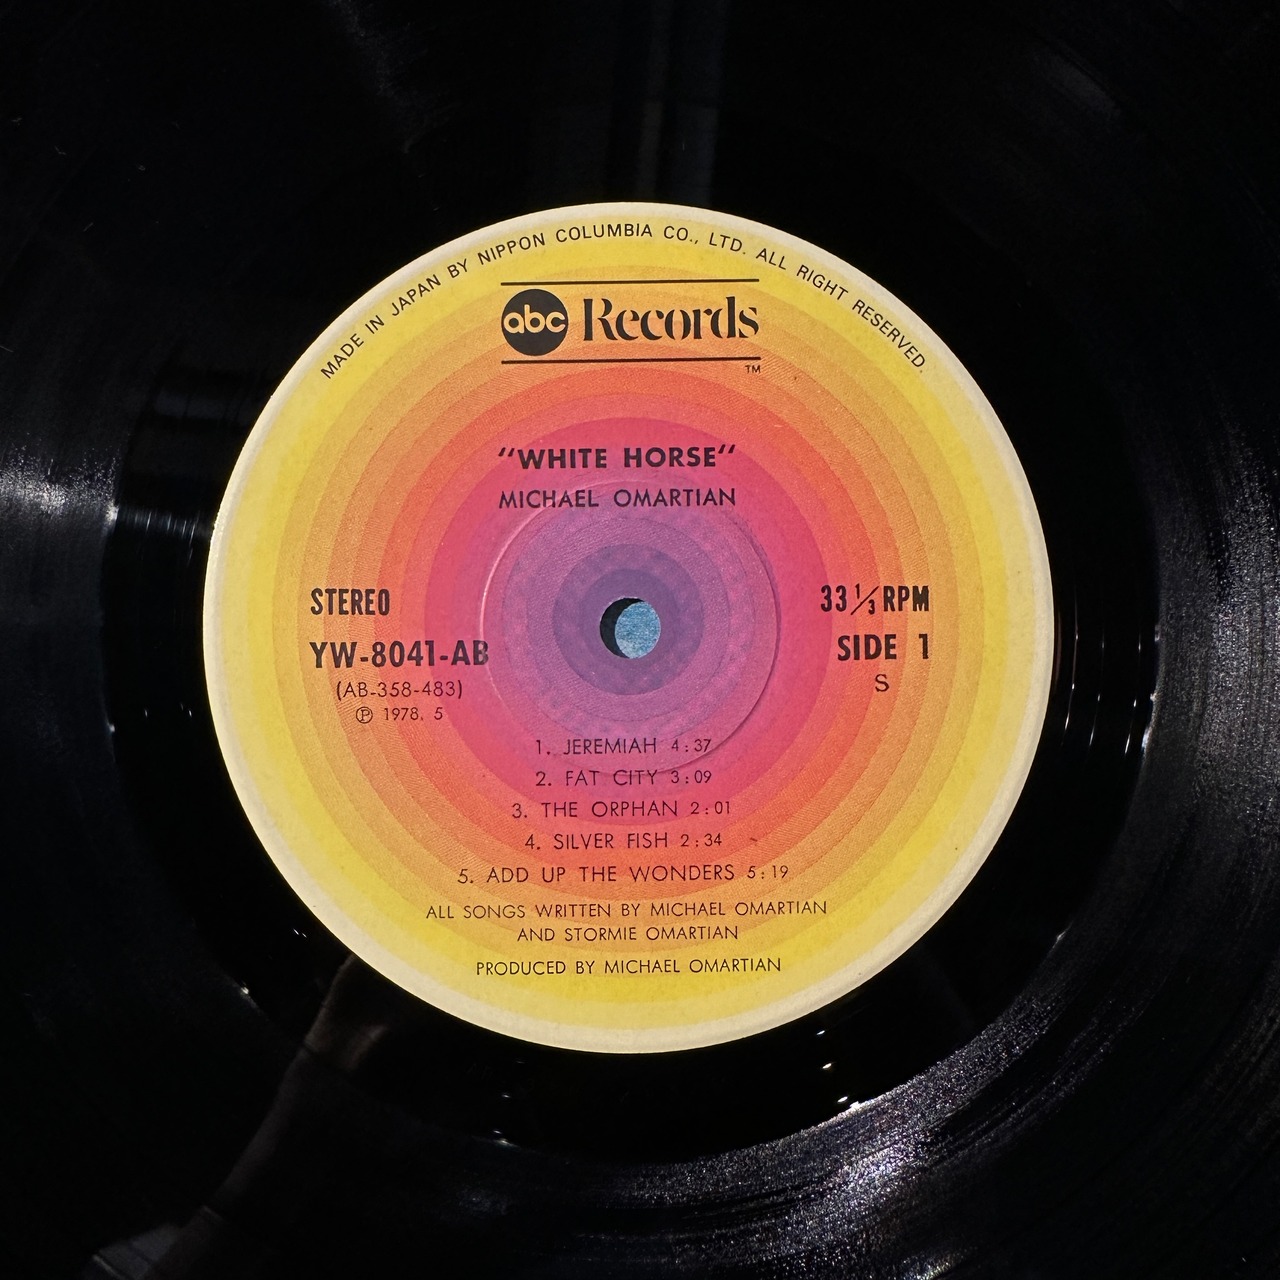 MADE IN JAPAN BY NIPPON COLUMBIA CO., LTD. ALL RIGHT RESERVED.
abc Records
TM
"WHITE HORSE"
MICHAEL OMARTIAN
STEREO
YW-8041-AB
(AB-358-483)
Ⓟ 1978. 5
33 1/3 RPM
SIDE 1
S
1. JEREMIAH 4:37
2. FAT CITY 3:09
3. THE ORPHAN 2:01
4. SILVER FISH 2:34
5. ADD UP THE WONDERS 5:19
ALL SONGS WRITTEN BY MICHAEL OMARTIAN
AND STORMIE OMARTIAN
PRODUCED BY MICHAEL OMARTIAN